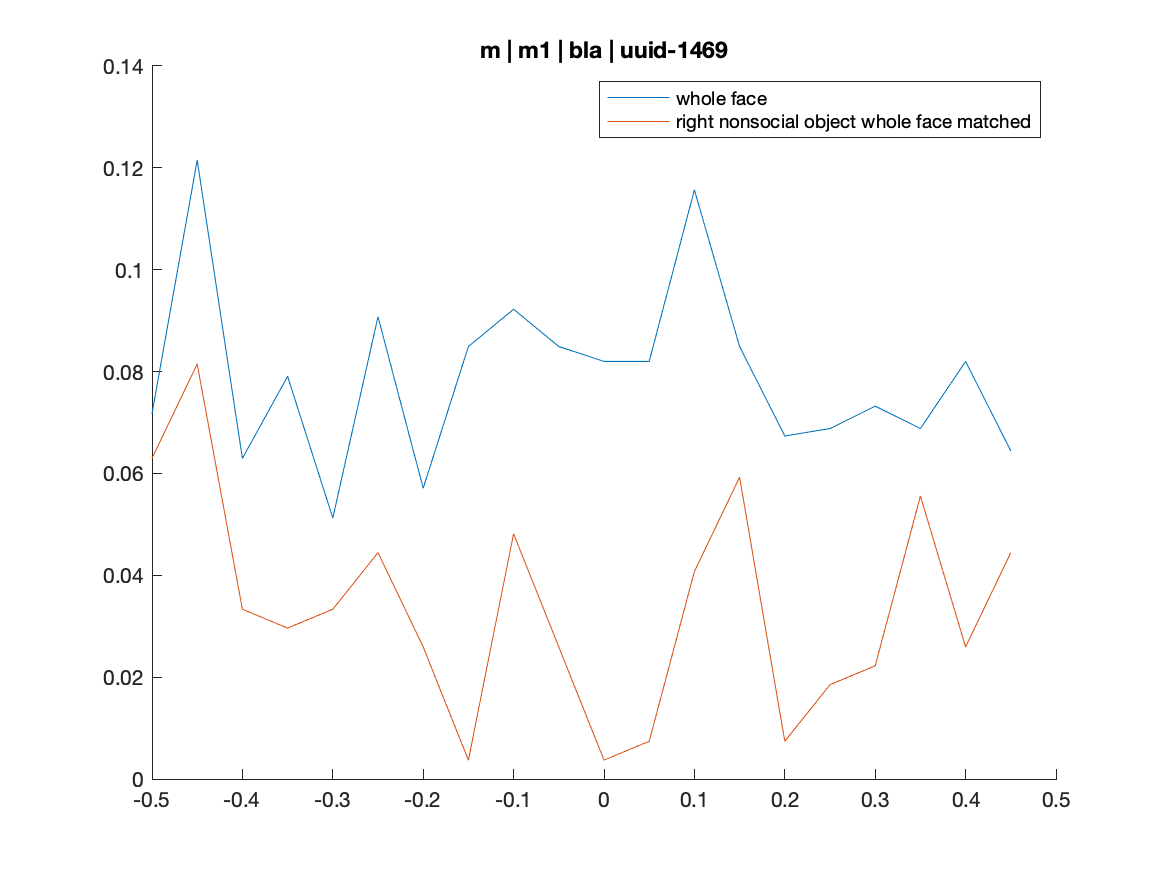 m | m1 | bla | uuid-1469
0.14
whole face
right nonsocial object whole face matched
0.12
0.1
0.08
0.06
0.04
0.02
0
-0.5 -0.4 -0.3 -0.2 -0.1 0 0.1 0.2 0.3 0.4 0.5